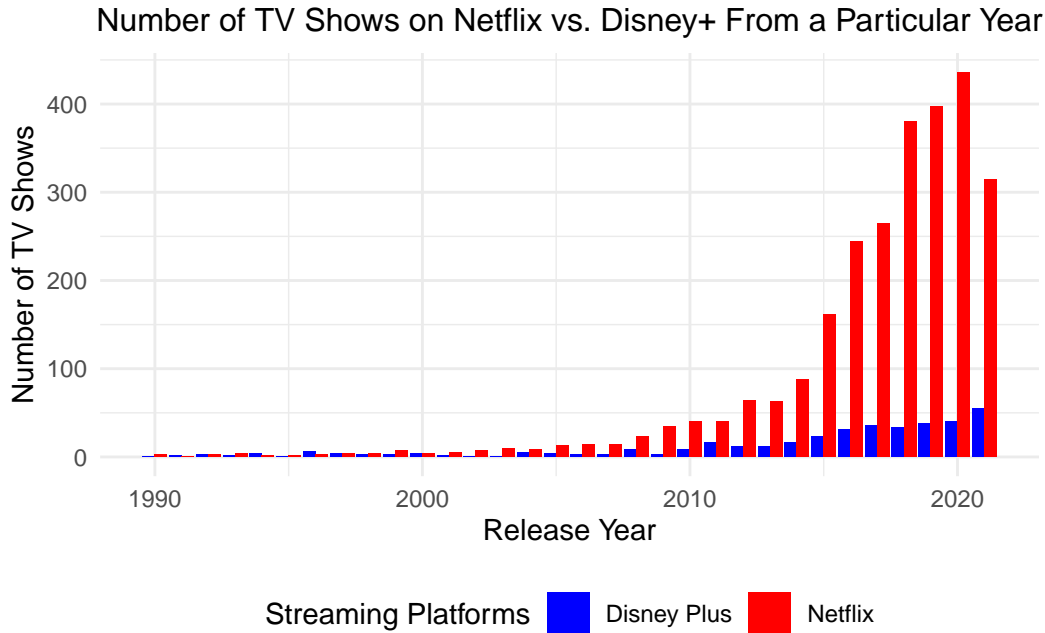 Number of TV Shows on Netflix vs. Disney+ From a Particular Year
Number of TV Shows
400
300
200
100
0
1990 2000 2010 2020
Release Year
Streaming Platforms Disney Plus Netflix